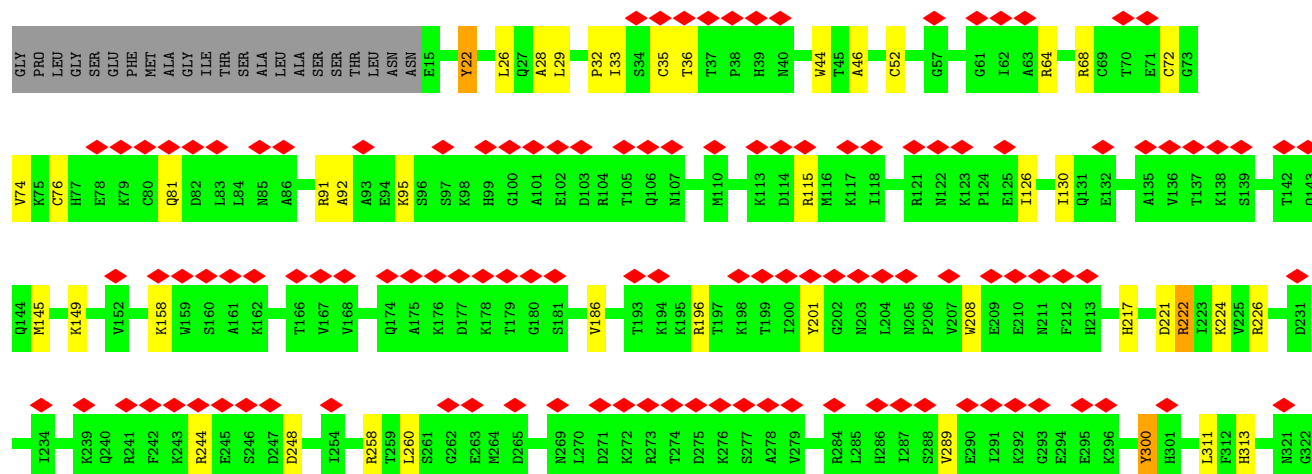 GLY PRO LEU GLY SER GLU PHE MET ALA GLY ILE THR SER ALA LEU ALA SER SER THR LEU ASN ASN E15 Y22 L26 Q27 A28 L29 P32 I33 S34 C35 T36 T37 P38 H39 N40 W44 T45 A46 C52 G57 G61 I62 A63 R64 R68 C69 T70 E71 C72 G73
V74 K75 C76 H77 E78 K79 C80 Q81 D82 L83 L84 N85 A86 R91 A92 A93 E94 K95 S96 S97 K98 H99 G100 A101 E102 D103 R104 T105 Q106 N107 M110 K113 D114 R115 M116 K117 I118 R121 N122 K123 P124 E125 I126 I130 Q131 E132 A135 V136 T137 K138 S139 T142 Q143
Q144 M145 K149 V152 K158 W159 S160 A161 K162 T166 V167 V168 Q174 A175 K176 D177 K178 T179 G180 S181 V186 T193 K194 K195 R196 T197 K198 T199 I200 Y201 G202 N203 L204 N205 P206 V207 W208 E209 E210 N211 F212 H213 H217 D221 R222 I223 K224 V225 R226 D231
I234 K239 Q240 R241 F242 K243 R244 E245 S246 D247 D248 I254 R258 T259 L260 S261 G262 E263 M264 D265 N269 L270 D271 K272 R273 T274 D275 K276 S277 A278 V279 R284 L285 H286 I287 S288 V289 E290 I291 K292 G293 E294 E295 K296 Y300 H301 L311 F312 H313 N321 G322